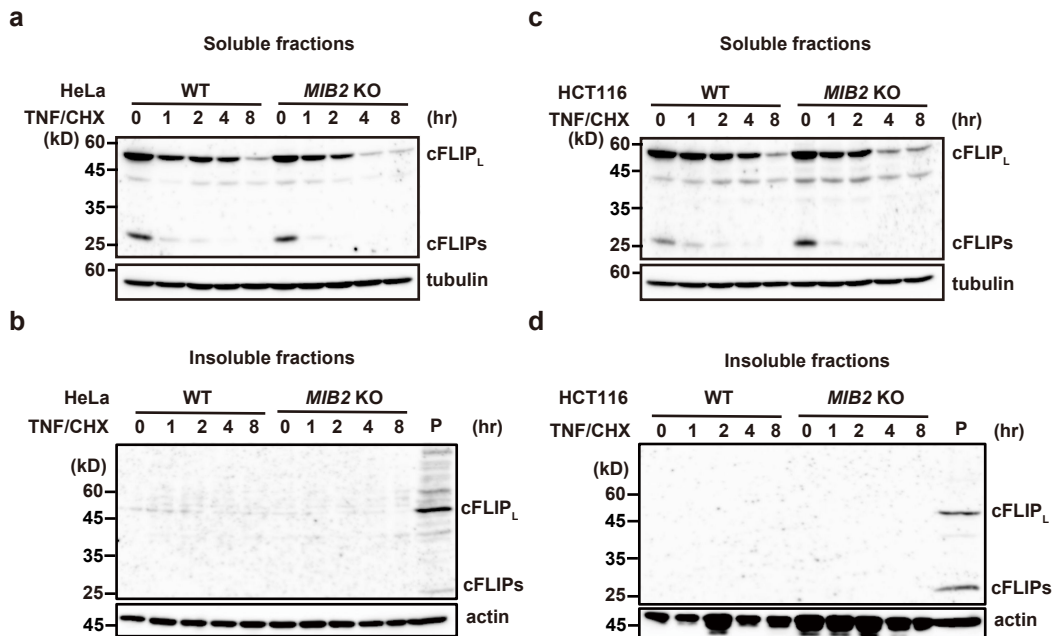 a
Soluble fractions
HeLa WT MIB2 KO
TNF/CHX 0 1 2 4 8 0 1 2 4 8 (hr)
(kD)
60
45
35
25
cFLIPL
cFLIPs
60
tubulin
b
Insoluble fractions
HeLa WT MIB2 KO
TNF/CHX 0 1 2 4 8 0 1 2 4 8 P (hr)
(kD)
60
45
35
25
cFLIPL
cFLIPs
45
actin
c
Soluble fractions
HCT116 WT MIB2 KO
TNF/CHX 0 1 2 4 8 0 1 2 4 8 (hr)
(kD)
60
45
35
25
cFLIPL
cFLIPs
60
tubulin
d
Insoluble fractions
HCT116 WT MIB2 KO
TNF/CHX 0 1 2 4 8 0 1 2 4 8 P (hr)
(kD)
60
45
35
25
cFLIPL
cFLIPs
45
actin